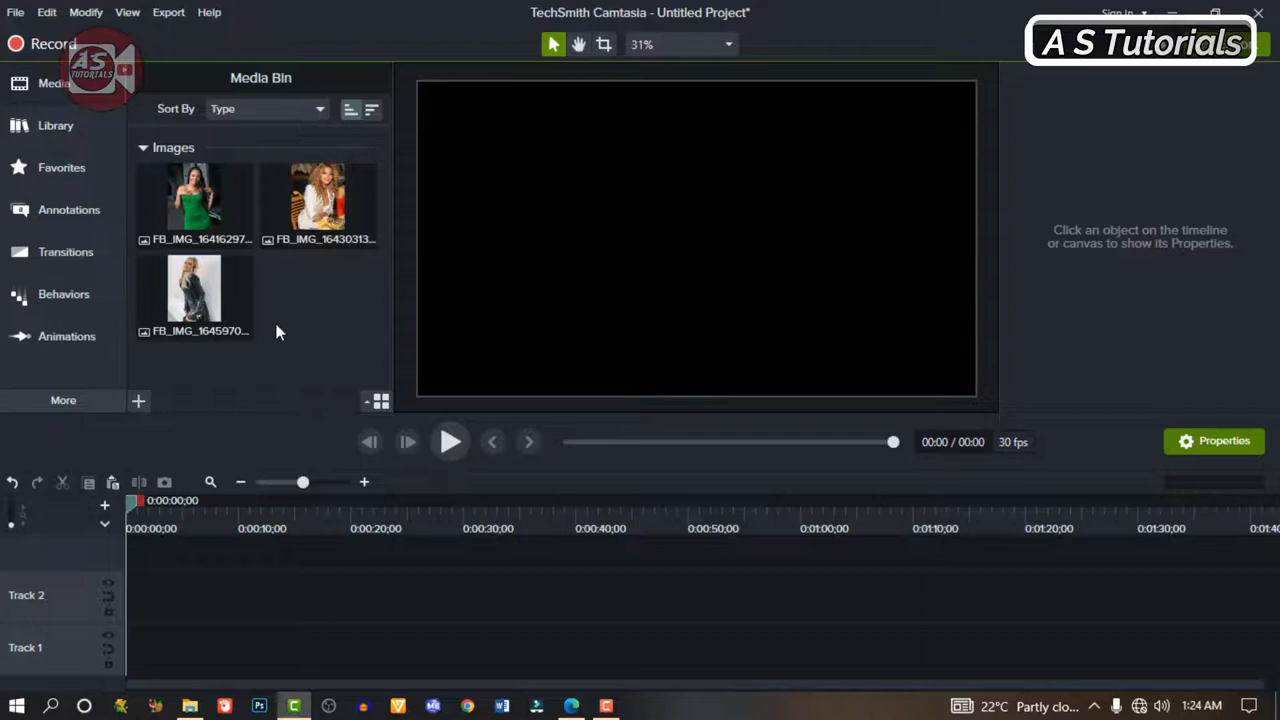 File Edit Modify View Export Help
TechSmith Camtasia - Untitled Project*
Record
31%
A S Tutorials
AS
TUTORIALS
Media
Library
Favorites
Annotations
Transitions
Behaviors
Animations
More
Media Bin
Sort By Type
Images
FB_IMG_16416297... FB_IMG_16430313...
FB_IMG_1645970...
Click an object on the timeline
or canvas to show its Properties.
00:00 / 00:00 30 fps
Properties
0:00:00;00
0:00:00;00 0:00:10;00 0:00:20;00 0:00:30;00 0:00:40;00 0:00:50;00 0:01:00;00 0:01:10;00 0:01:20;00 0:01:30;00 0:01:40
Track 2
Track 1
22°C Partly clo... 1:24 AM